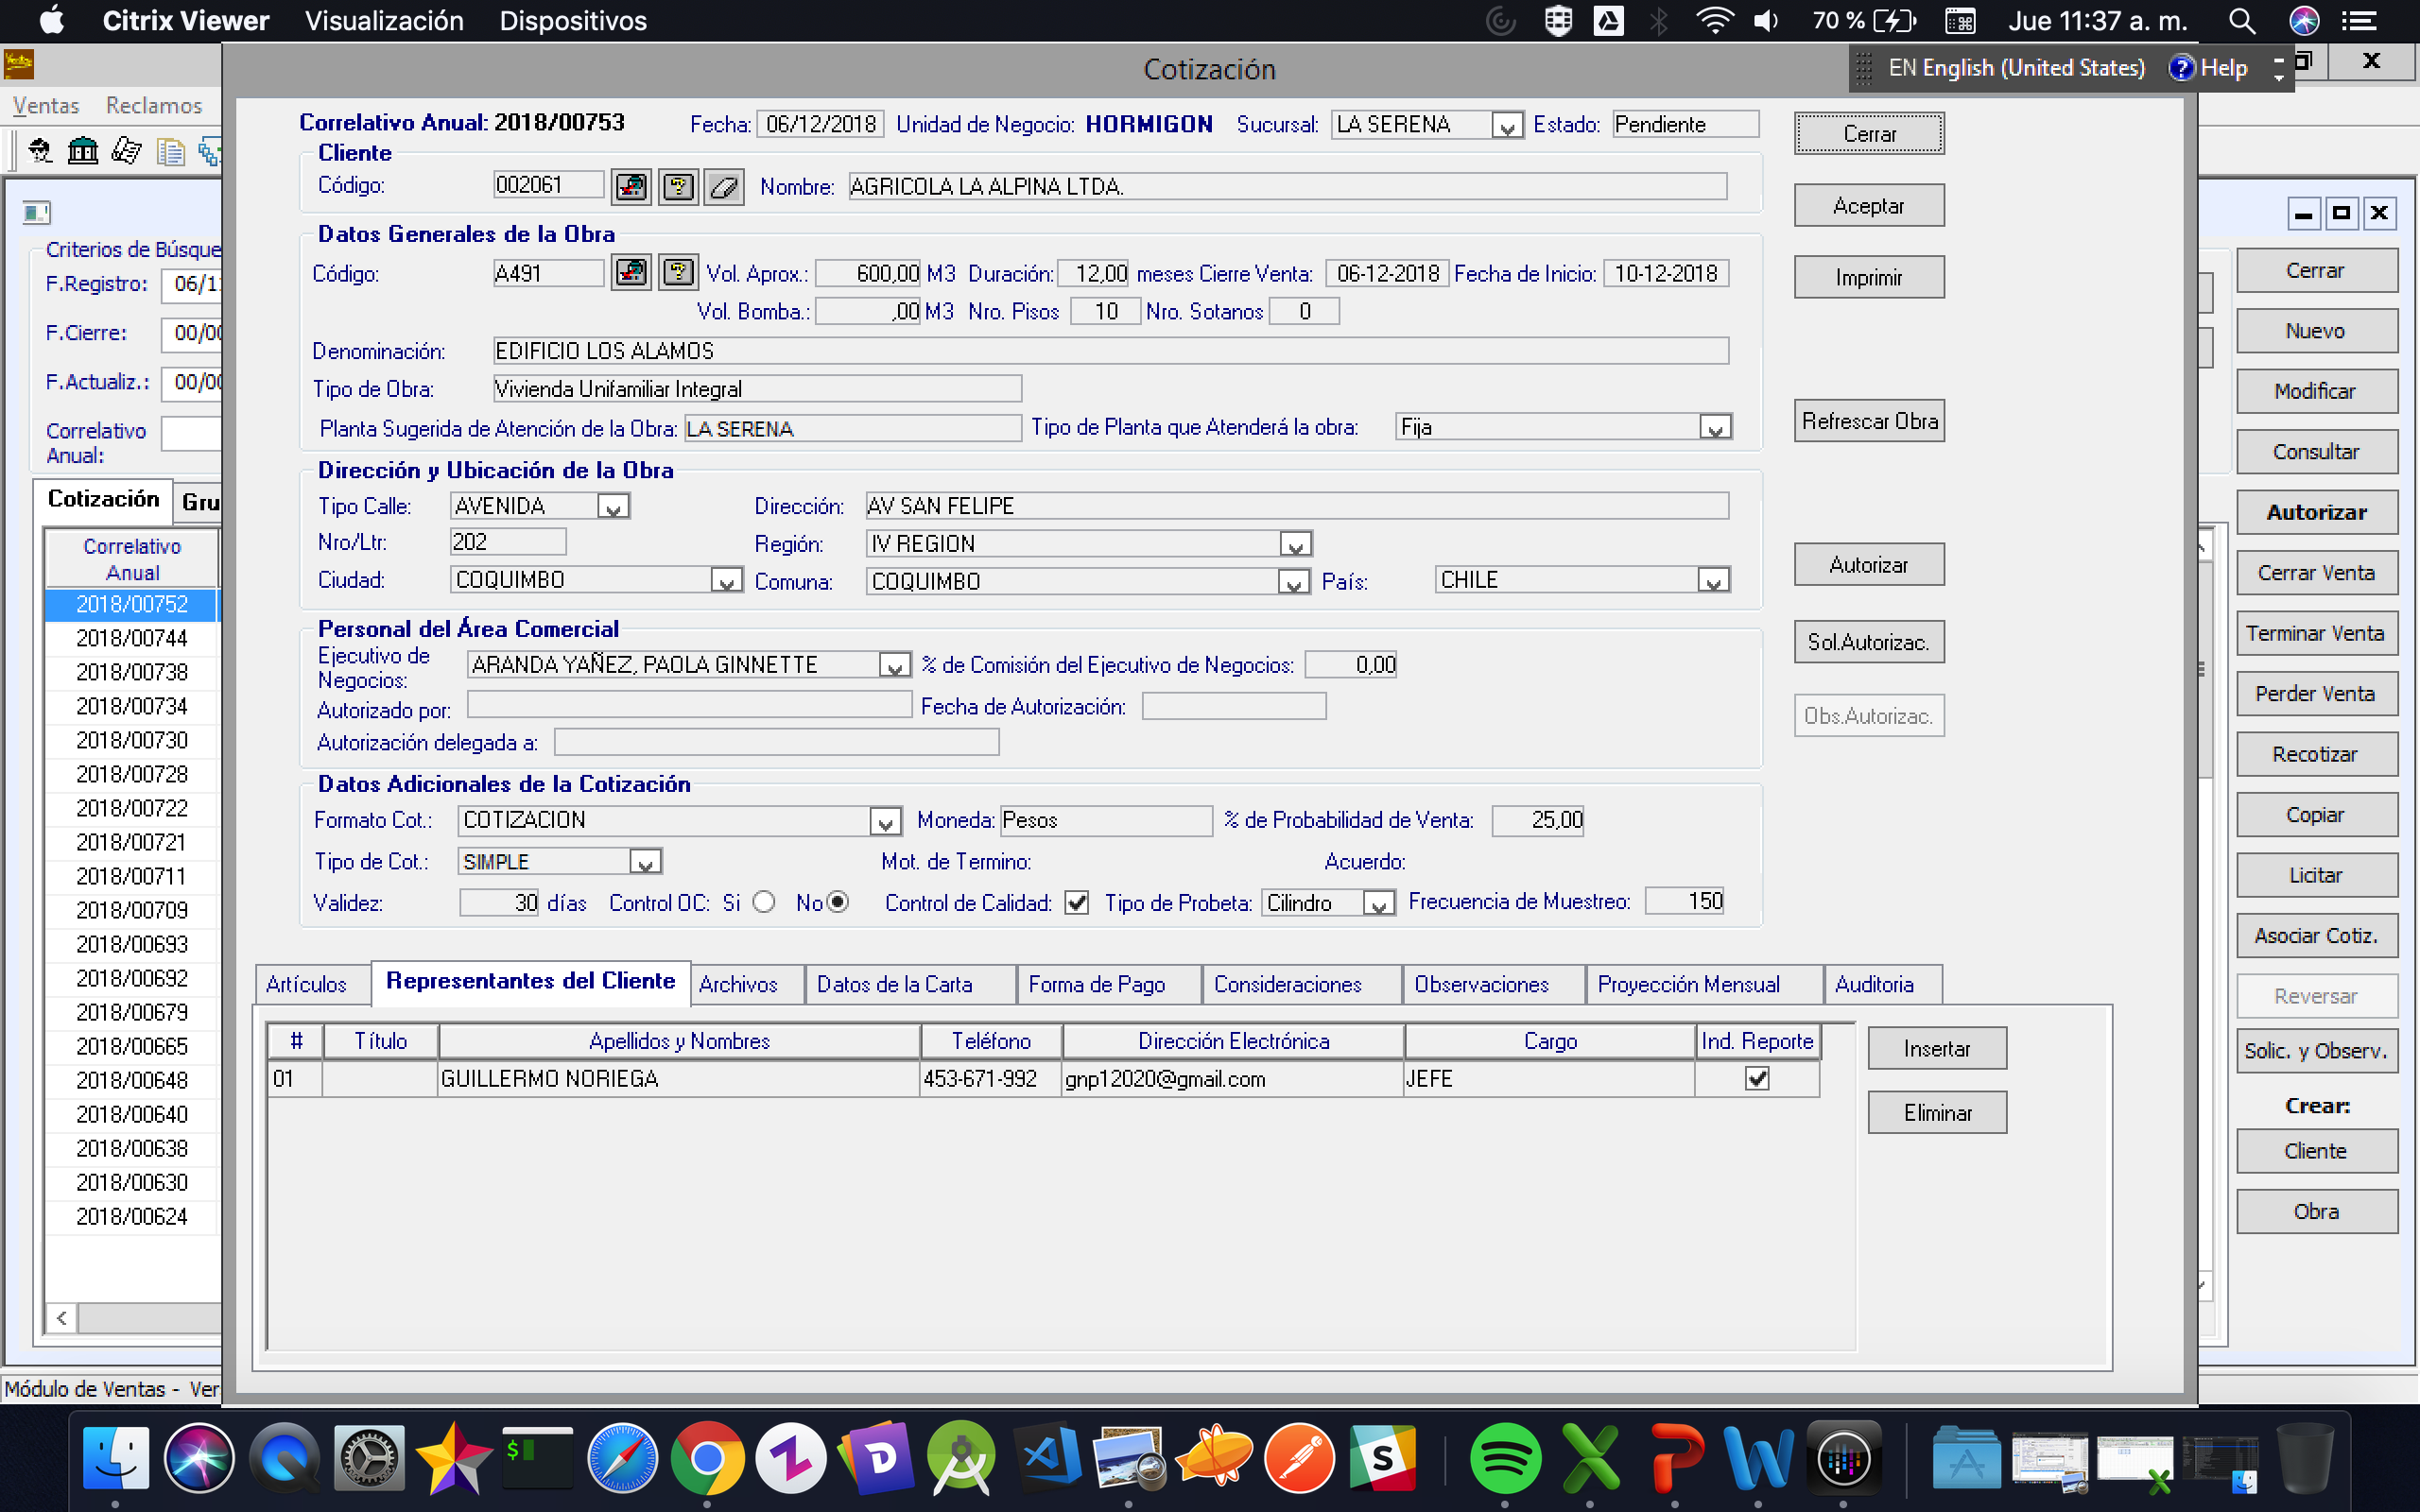 Citrix Viewer Visualización Dispositivos 70 % Jue 11:37 a. m.
Cotización
EN English (United States) ? Help
Ventas Reclamos
Correlativo Anual: 2018/00753 Fecha: 06/12/2018 Unidad de Negocio: HORMIGON Sucursal: LA SERENA Estado: Pendiente
Cerrar
Cliente
Código: 002061 Nombre: AGRICOLA LA ALPINA LTDA.
Aceptar
Datos Generales de la Obra
Código: A491 Vol. Aprox.: 600,00 M3 Duración: 12,00 meses Cierre Venta: 06-12-2018 Fecha de Inicio: 10-12-2018
Imprimir
Vol. Bomba.: ,00 M3 Nro. Pisos 10 Nro. Sotanos 0
Denominación: EDIFICIO LOS ALAMOS
Tipo de Obra: Vivienda Unifamiliar Integral
Planta Sugerida de Atención de la Obra: LA SERENA Tipo de Planta que Atenderá la obra: Fija
Refrescar Obra
Dirección y Ubicación de la Obra
Tipo Calle: AVENIDA Dirección: AV SAN FELIPE
Nro/Ltr: 202 Región: IV REGION
Ciudad: COQUIMBO Comuna: COQUIMBO País: CHILE
Autorizar
Personal del Área Comercial
Ejecutivo de
Negocios: ARANDA YAÑEZ, PAOLA GINNETTE % de Comisión del Ejecutivo de Negocios: 0,00
Sol.Autorizac.
Autorizado por: Fecha de Autorización:
Obs.Autorizac.
Autorización delegada a:
Datos Adicionales de la Cotización
Formato Cot.: COTIZACION Moneda: Pesos % de Probabilidad de Venta: 25,00
Tipo de Cot.: SIMPLE Mot. de Termino: Acuerdo:
Validez: 30 días Control OC: Si No Control de Calidad: Tipo de Probeta: Cilindro Frecuencia de Muestreo: 150
Artículos Representantes del Cliente Archivos Datos de la Carta Forma de Pago Consideraciones Observaciones Proyección Mensual Auditoria
# Título Apellidos y Nombres Teléfono Dirección Electrónica Cargo Ind. Reporte
01 GUILLERMO NORIEGA 453-671-992 gnp12020@gmail.com JEFE
Insertar
Eliminar
Criterios de Búsque
F.Registro: 06/1
F.Cierre: 00/00
F.Actualiz.: 00/00
Correlativo
Anual:
Cotización Gru
Correlativo
Anual
2018/00752
2018/00744
2018/00738
2018/00734
2018/00730
2018/00728
2018/00722
2018/00721
2018/00711
2018/00709
2018/00693
2018/00692
2018/00679
2018/00665
2018/00648
2018/00640
2018/00638
2018/00630
2018/00624
Módulo de Ventas - Ver
Cerrar
Nuevo
Modificar
Consultar
Autorizar
Cerrar Venta
Terminar Venta
Perder Venta
Recotizar
Copiar
Licitar
Asociar Cotiz.
Reversar
Solic. y Observ.
Crear:
Cliente
Obra